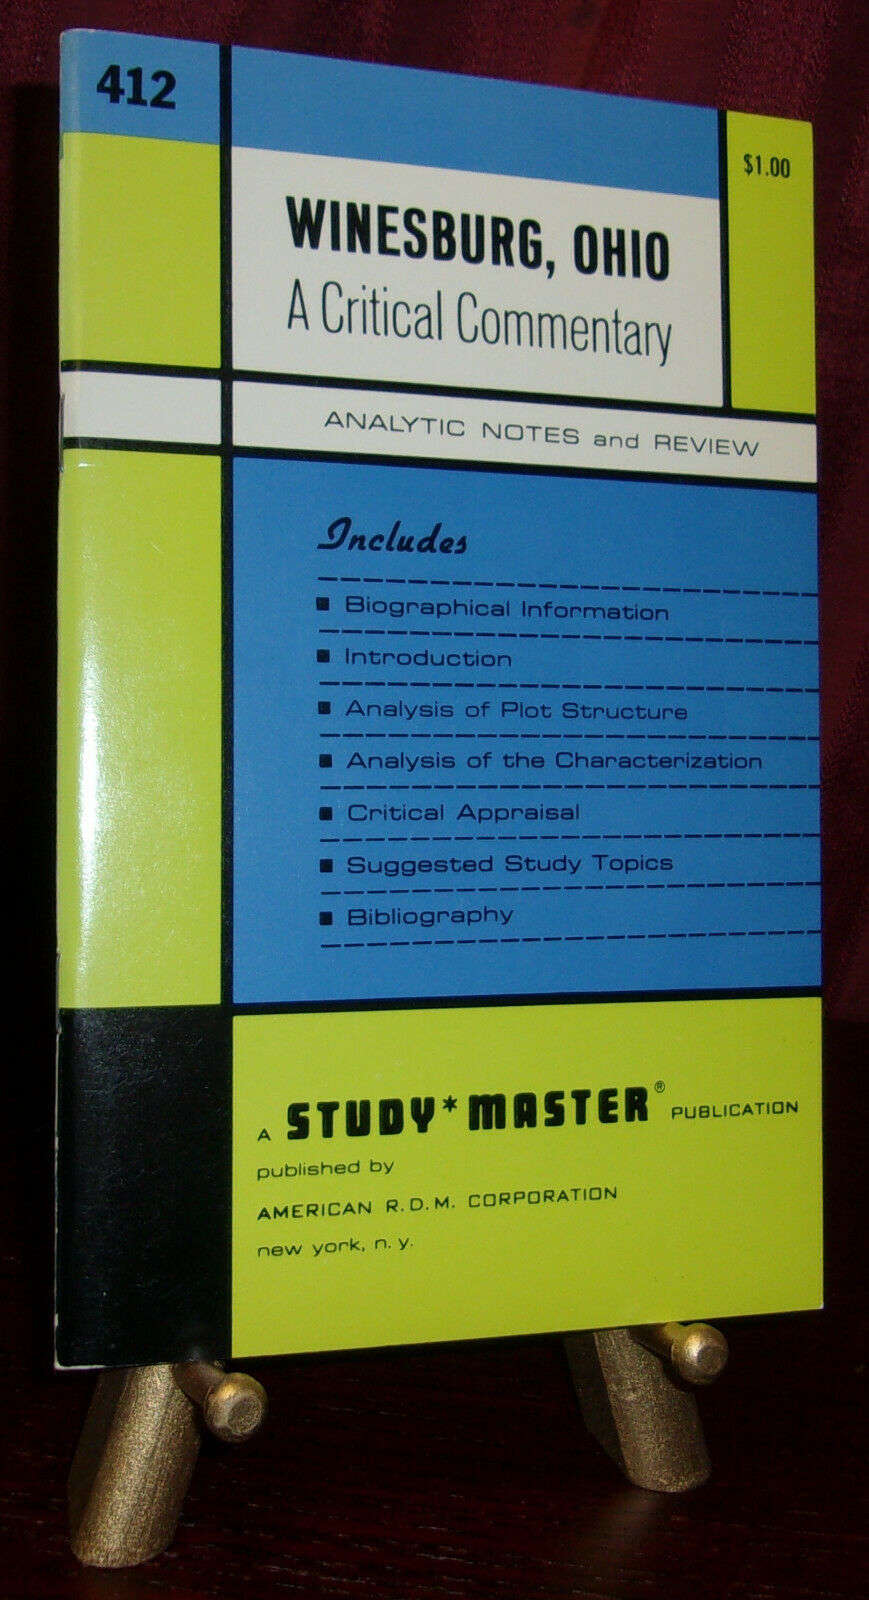 412
$1.00
WINESBURG, OHIO
A Critical Commentary
ANALYTIC NOTES and REVIEW
Includes
Biographical Information
Introduction
Analysis of Plot Structure
Analysis of the Characterization
Critical Appraisal
Suggested Study Topics
Bibliography
A STUDY*MASTER® PUBLICATION
published by
AMERICAN R.D.M. CORPORATION
new york, n.y.